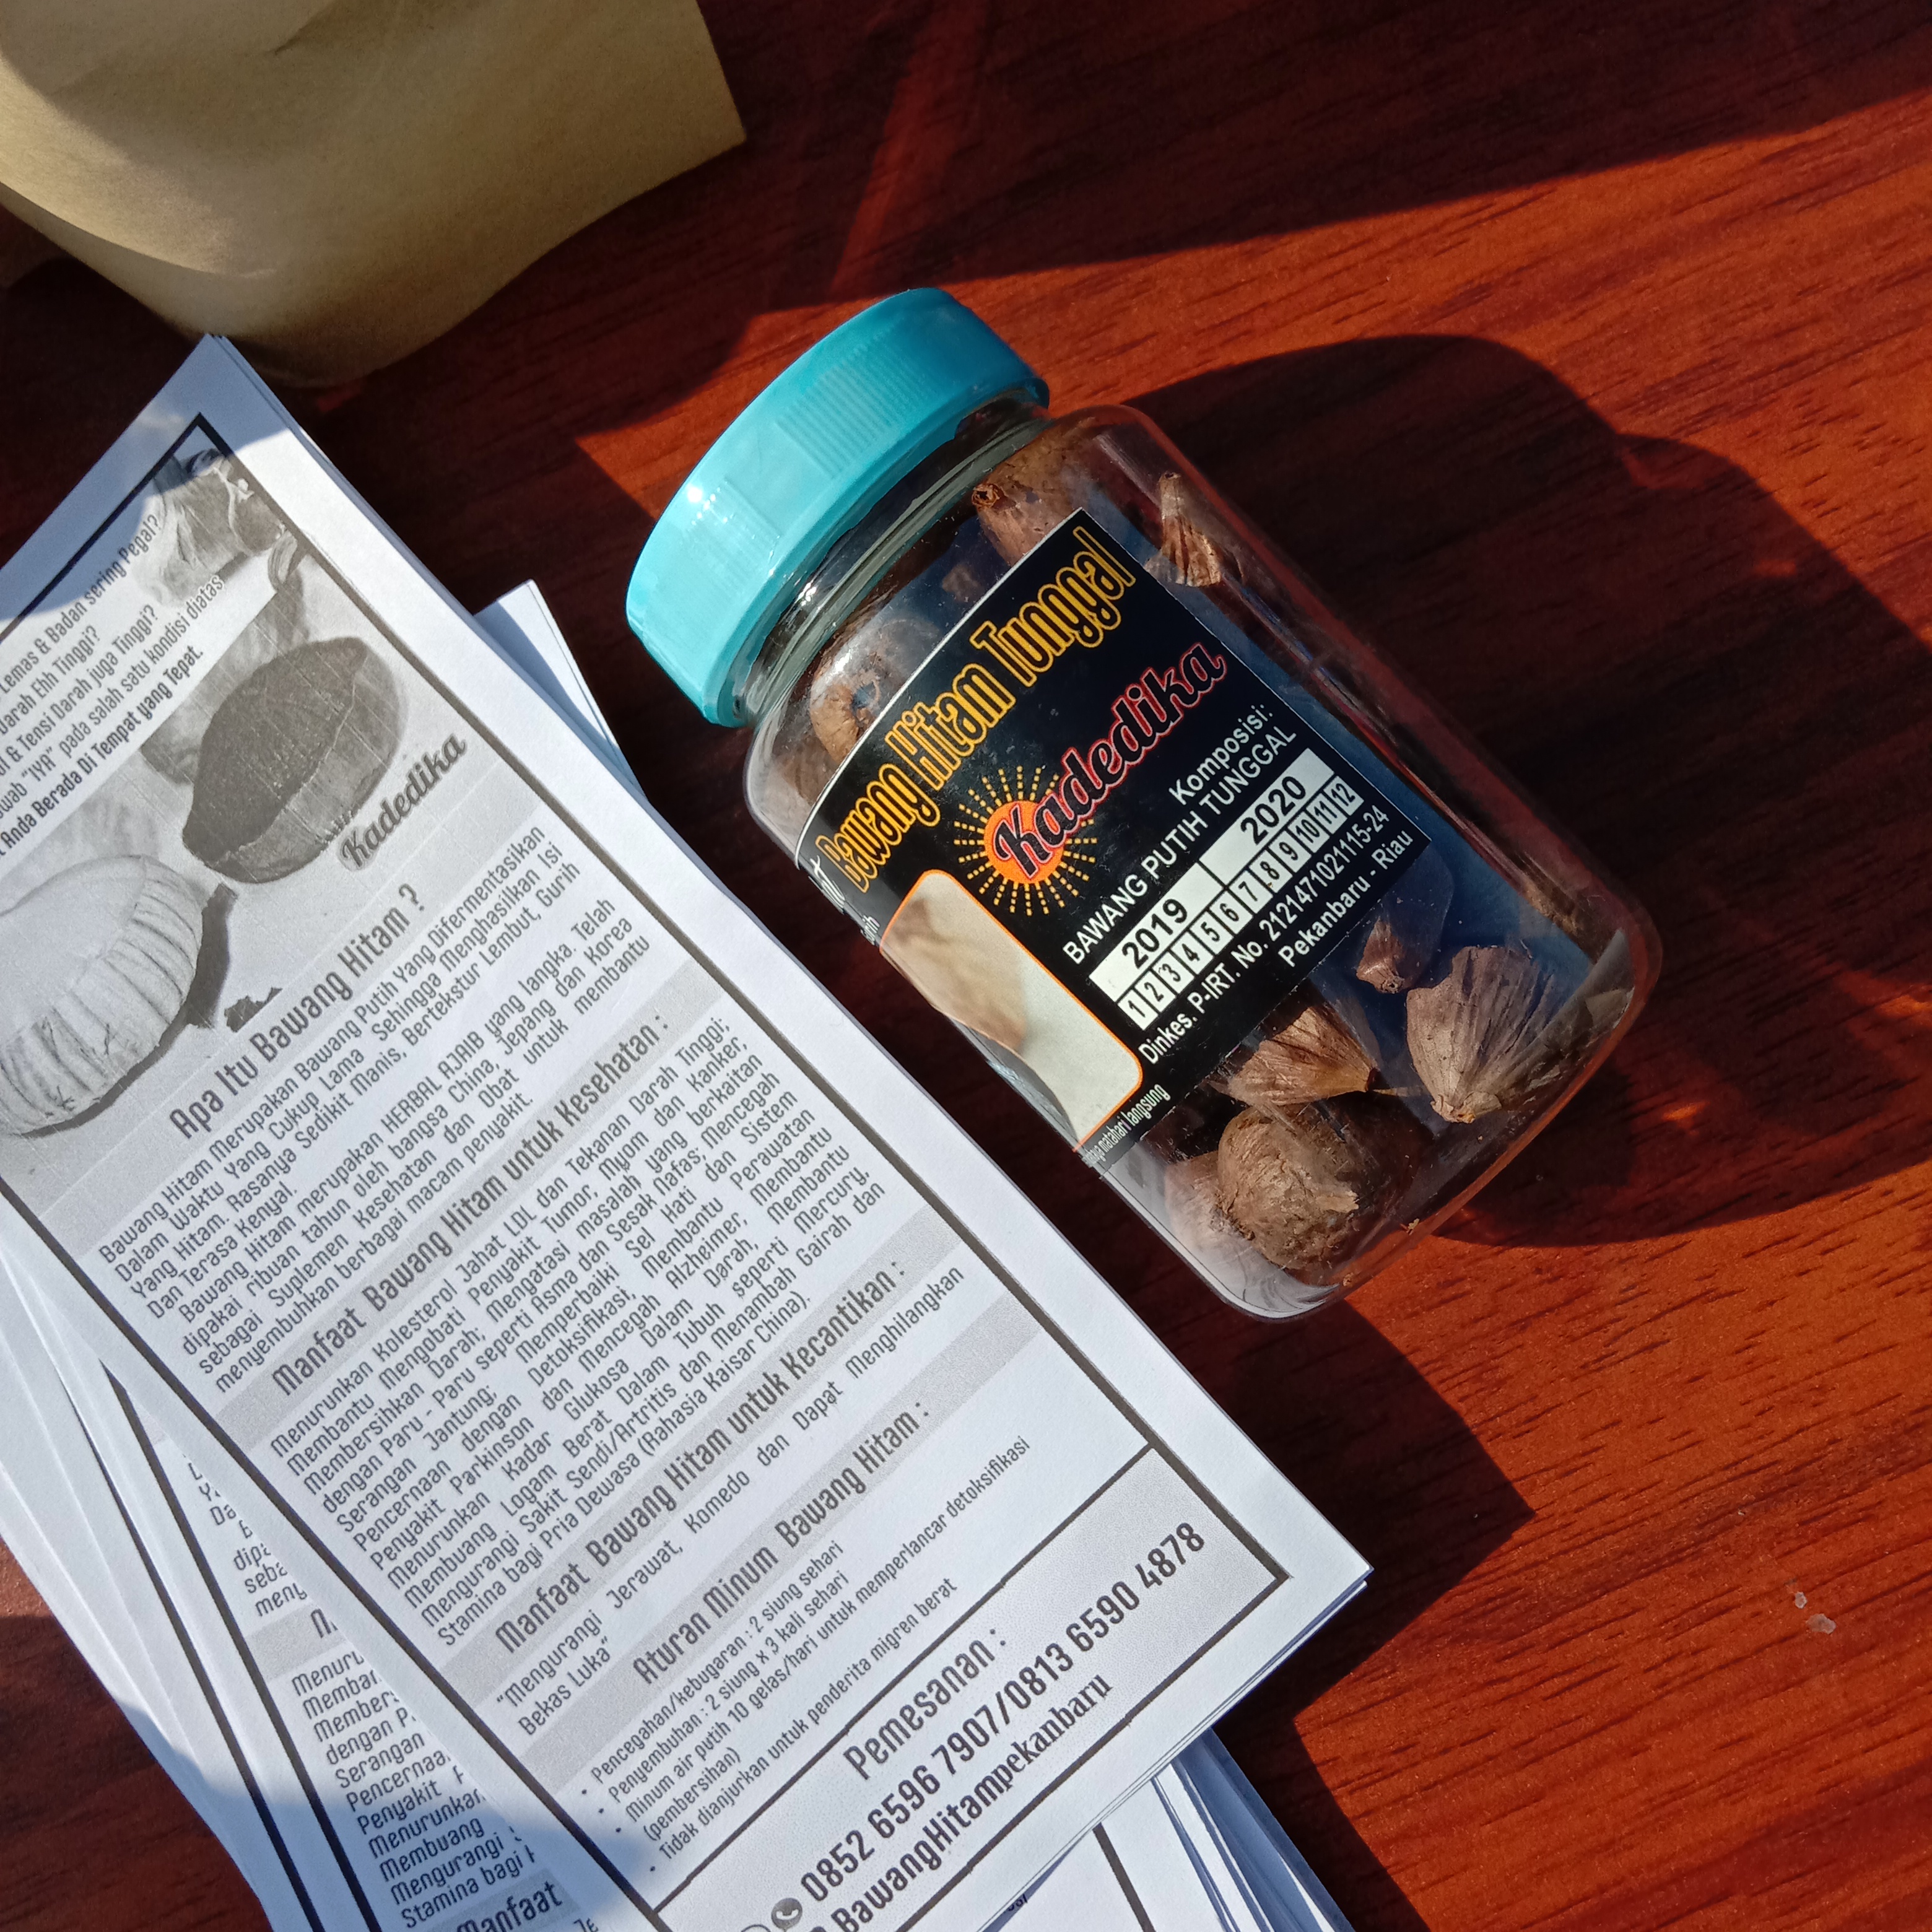 Lemas & Badan sering Pegal?
Darah Ehh Tinggi?
& Tensi Darah juga Tinggi?
"IYA" pada salah satu kondisi diatas
Anda Berada Di Tempat yang Tepat.
Kadedika
Apa Itu Bawang Hitam ?
Bawang Hitam Merupakan Bawang Putih Yang Difermentasikan
Dalam Waktu Yang Cukup Lama Sehingga Menghasilkan Isi
Yang Hitam, Rasanya Sedikit Manis, Bertekstur Lembut, Gurih
Dan Terasa Kenyal.
Bawang Hitam merupakan HERBAL AJAIB yang langka. Telah
dipakai ribuan tahun oleh bangsa China, Jepang dan Korea
sebagai Suplemen Kesehatan dan Obat untuk membantu
menyembuhkan berbagai macam penyakit.
Manfaat Bawang Hitam untuk Kesehatan :
Menurunkan Kolesterol Jahat LDL dan Tekanan Darah Tinggi;
Membantu Mengobati Penyakit Tumor, Myom dan Kanker,
Membersihkan Darah; Mengatasi masalah yang berkaitan
dengan Paru - Paru seperti Asma dan Sesak Nafas; Mencegah
Serangan Jantung; Memperbaiki Sel Hati dan Sistem
Pencernaan dengan Detoksifikasi, Membantu Perawatan
Penyakit Parkinson dan Mencegah Alzheimer, Membantu
Menurunkan Kadar Glukosa Dalam Darah, Membantu
Membuang Logam Berat Dalam Tubuh seperti Mercury,
Mengurangi Sakit Sendi/Artritis dan Menambah Gairah dan
Stamina bagi Pria Dewasa (Rahasia Kaisar China).
Manfaat Bawang Hitam untuk Kecantikan :
"Mengurangi Jerawat, Komedo dan Dapat Menghilangkan
Bekas Luka"
Aturan Minum Bawang Hitam :
• Pencegahan/kebugaran : 2 siung sehari
• Penyembuhan : 2 siung x 3 kali sehari
• Minum air putih 10 gelas/hari untuk memperlancar detoksifikasi
(pembersihan)
• Tidak dianjurkan untuk penderita migren berat
Pemesanan :
0852 6596 7907/0813 6590 4878
BawangHitampekanbaru
Bawang Hitam Tunggal
Kadedika
Komposisi:
BAWANG PUTIH TUNGGAL
2019 2020
1 2 3 4 5 6 7 8 9 10 11 12
Dinkes. P-IRT. No. 2121471021115-24
Pekanbaru - Riau
matahari langsung
Menurunkan
Serangan
Penyakit
Membuang
Mengurangi
Stamina bagi
Manfaat